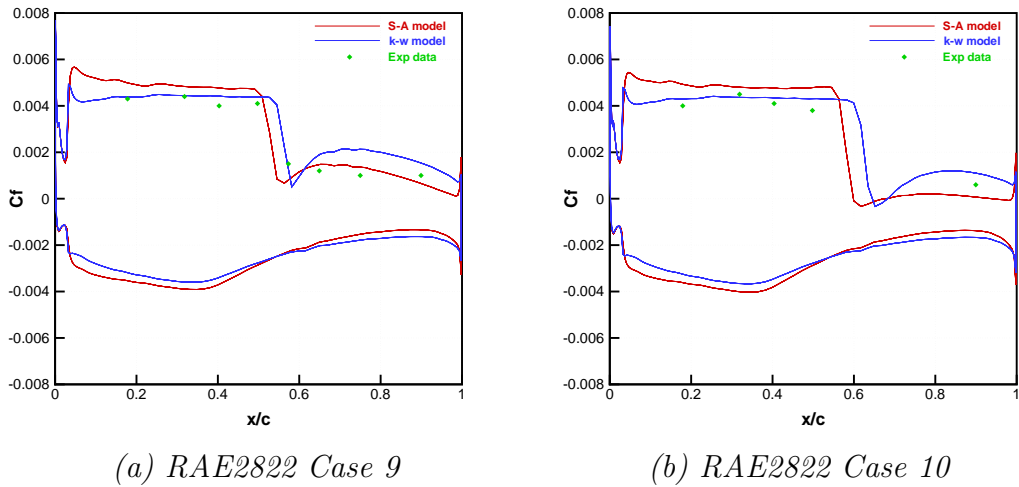 0.008
0.006
0.004
0.002
0
-0.002
-0.004
-0.006
-0.008
Cf
0 0.2 0.4 0.6 0.8 1
x/c
S-A model
k-w model
Exp data
(a) RAE2822 Case 9
0.008
0.006
0.004
0.002
0
-0.002
-0.004
-0.006
-0.008
Cf
0 0.2 0.4 0.6 0.8 1
x/c
S-A model
k-w model
Exp data
(b) RAE2822 Case 10